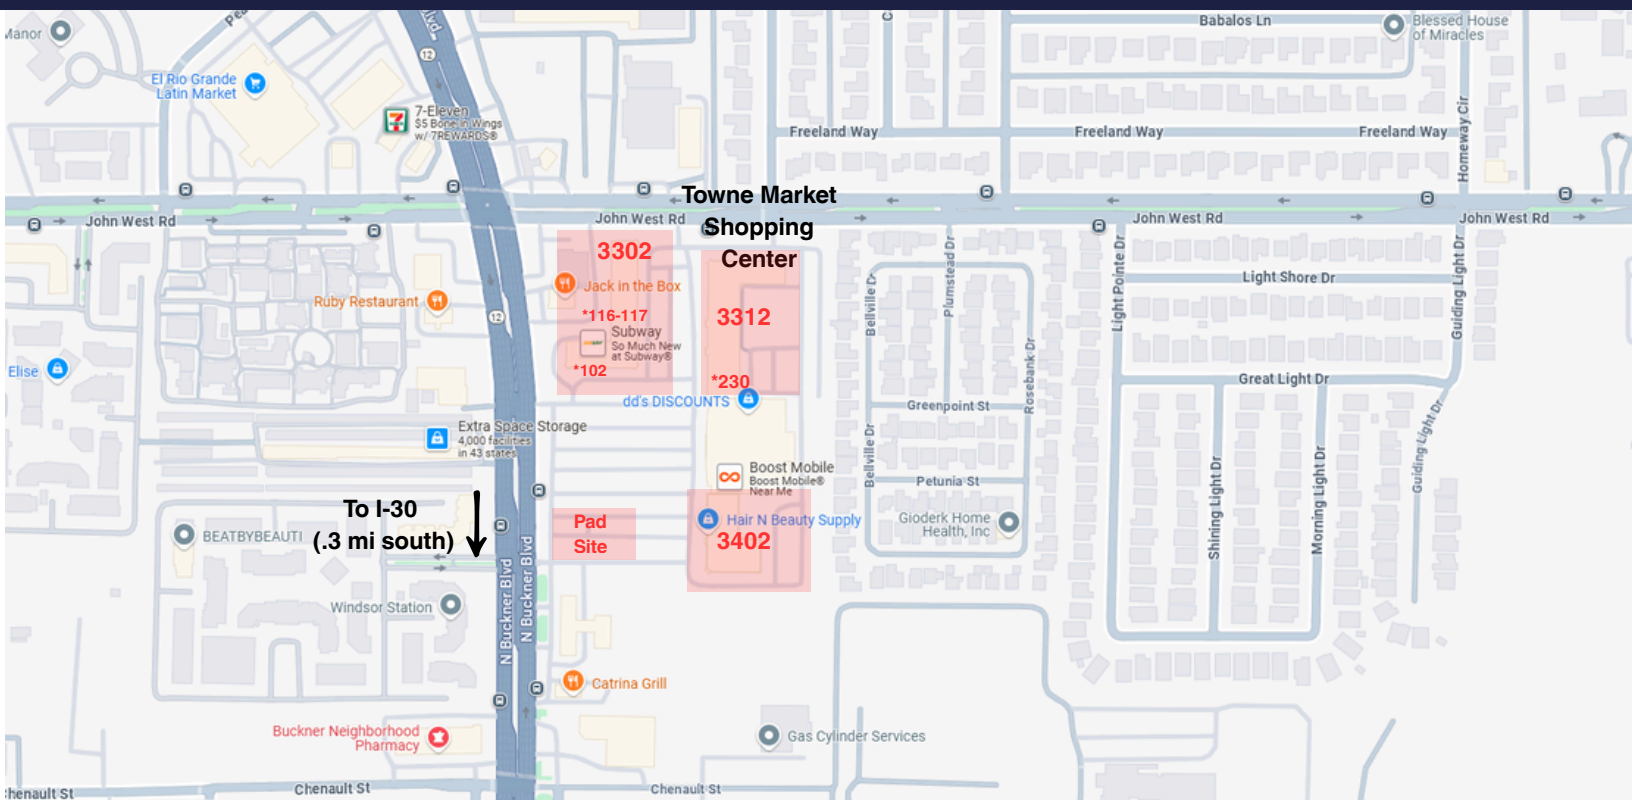 Babalos Ln
Blessed House
of Miracles
Manor
Blvd
12
El Rio Grande
Latin Market
7-Eleven
$5 Bone-In Wings
w/ 7REWARDS®
Freeland Way
Freeland Way
Freeland Way
Homeway Cir
Towne Market
Shopping
Center
John West Rd
John West Rd
John West Rd
John West Rd
3302
Jack in the Box
*116-117
Subway
So Much New
at Subway®
*102
3312
*230
dd's DISCOUNTS
Ruby Restaurant
12
Elise
Extra Space Storage
4,000 facilities
in 43 states
Boost Mobile
Boost Mobile®
Near Me
Hair N Beauty Supply
3402
Pad
Site
To I-30
(.3 mi south)
BEATBYBEAUTI
Windsor Station
N Buckner Blvd
N Buckner Blvd
Catrina Grill
Buckner Neighborhood
Pharmacy
Gas Cylinder Services
Chenault St
Chenault St
Chenault St
Bellville Dr
Bellville Dr
Plumstead Dr
Rosebank Dr
Greenpoint St
Petunia St
Gioderk Home
Health, Inc
Light Pointe Dr
Light Shore Dr
Great Light Dr
Guiding Light Dr
Guiding Light Dr
Shining Light Dr
Morning Light Dr